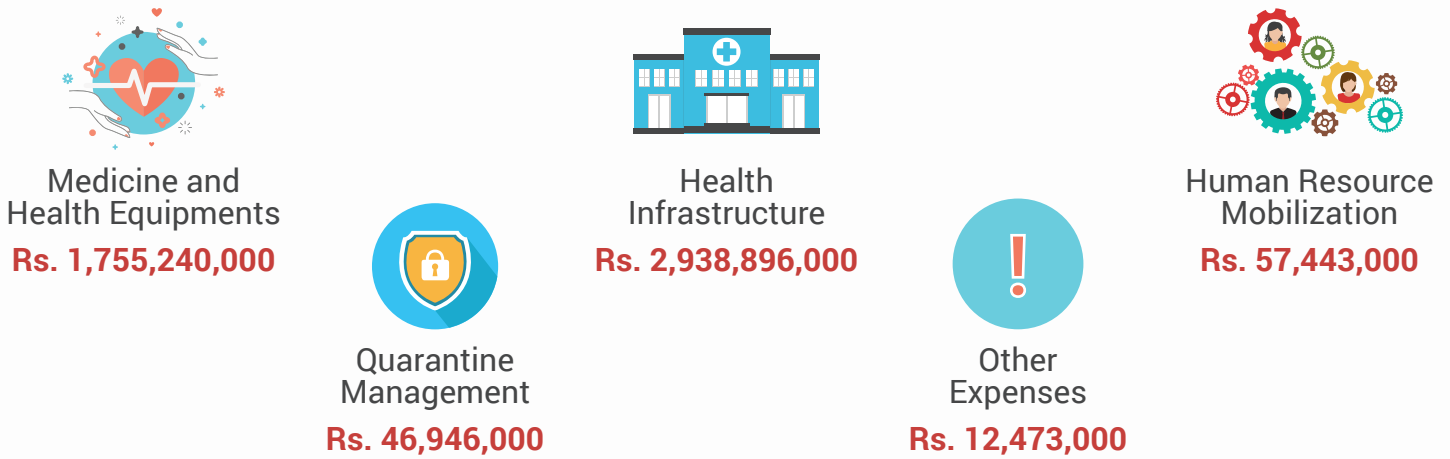 Medicine and
Health Equipments
Rs. 1,755,240,000
Quarantine
Management
Rs. 46,946,000
Health
Infrastructure
Rs. 2,938,896,000
Other
Expenses
Rs. 12,473,000
Human Resource
Mobilization
Rs. 57,443,000